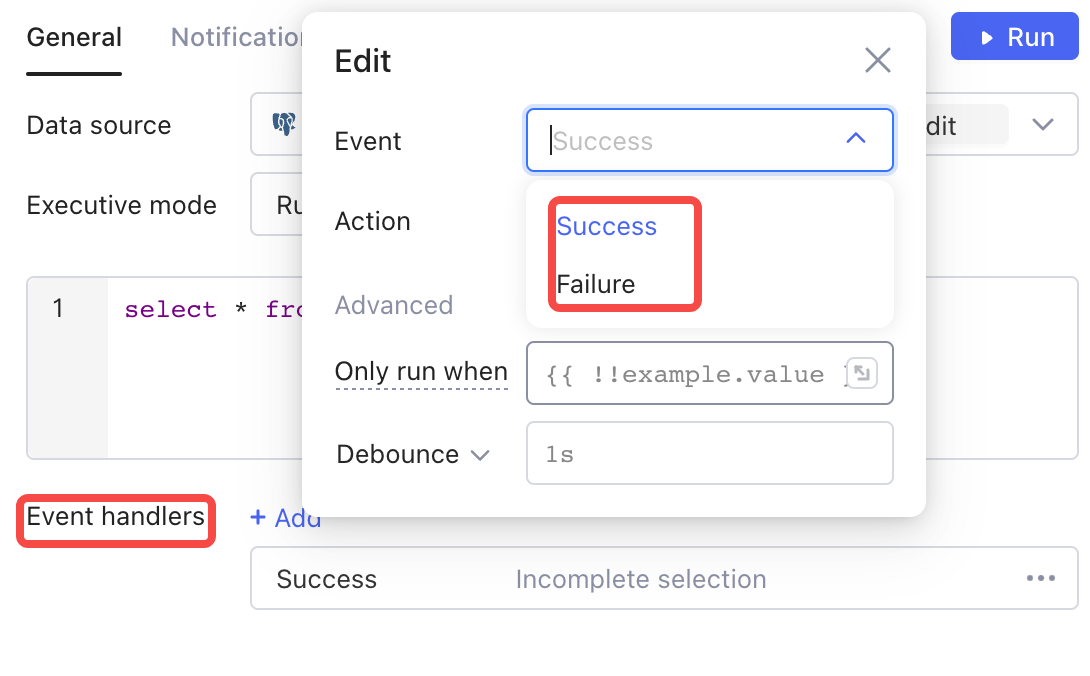 General
Notification
Run
Edit
Data source
Event
Success
dit
Executive mode
Ru
Success
Failure
Action
Advanced
1
select * fro
Only run when
{{ !!example.value }
Debounce
1s
Event handlers
+ Add
Success
Incomplete selection